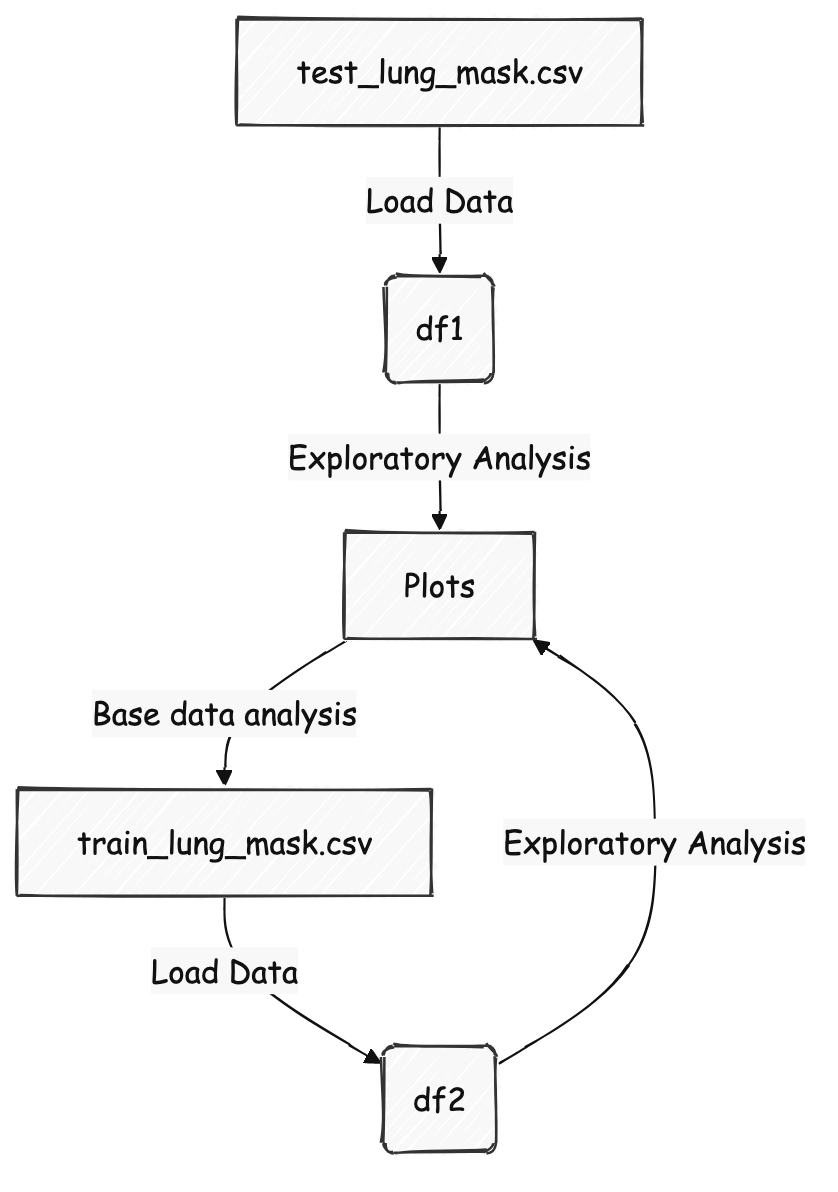 test_lung_mask.csv
Load Data
df1
Exploratory Analysis
Plots
Base data analysis
train_lung_mask.csv
Exploratory Analysis
Load Data
df2